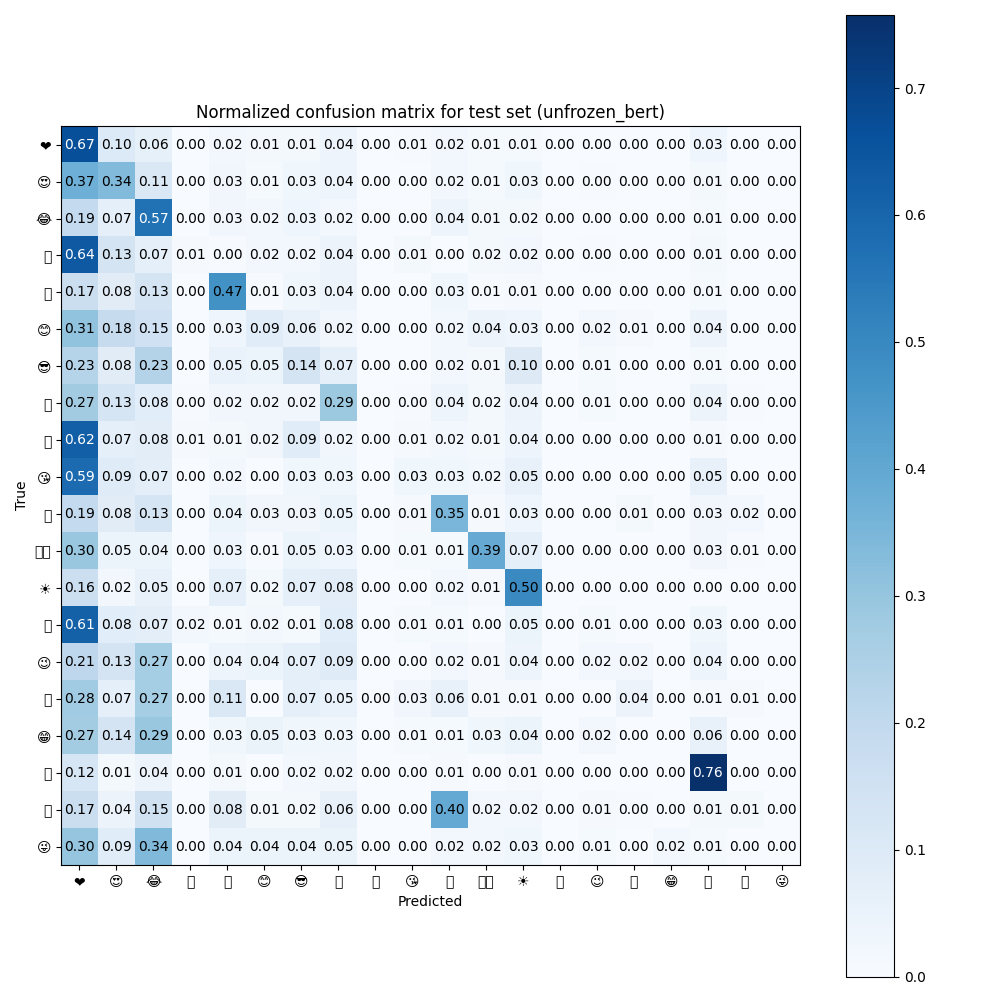 Normalized confusion matrix for test set (unfrozen_bert)
True
❤ 0.67 0.10 0.06 0.00 0.02 0.01 0.01 0.04 0.00 0.01 0.02 0.01 0.01 0.00 0.00 0.00 0.00 0.03 0.00 0.00
😍 0.37 0.34 0.11 0.00 0.03 0.01 0.03 0.04 0.00 0.00 0.02 0.01 0.03 0.00 0.00 0.00 0.00 0.01 0.00 0.00
😂 0.19 0.07 0.57 0.00 0.03 0.02 0.03 0.02 0.00 0.00 0.04 0.01 0.02 0.00 0.00 0.00 0.00 0.01 0.00 0.00
0.64 0.13 0.07 0.01 0.00 0.02 0.02 0.04 0.00 0.01 0.00 0.02 0.02 0.00 0.00 0.00 0.00 0.01 0.00 0.00
0.17 0.08 0.13 0.00 0.47 0.01 0.03 0.04 0.00 0.00 0.03 0.01 0.01 0.00 0.00 0.00 0.00 0.01 0.00 0.00
😊 0.31 0.18 0.15 0.00 0.03 0.09 0.06 0.02 0.00 0.00 0.02 0.04 0.03 0.00 0.02 0.01 0.00 0.04 0.00 0.00
😎 0.23 0.08 0.23 0.00 0.05 0.05 0.14 0.07 0.00 0.00 0.02 0.01 0.10 0.00 0.01 0.00 0.00 0.01 0.00 0.00
0.27 0.13 0.08 0.00 0.02 0.02 0.02 0.29 0.00 0.00 0.04 0.02 0.04 0.00 0.01 0.00 0.00 0.04 0.00 0.00
0.62 0.07 0.08 0.01 0.01 0.02 0.09 0.02 0.00 0.01 0.02 0.01 0.04 0.00 0.00 0.00 0.00 0.01 0.00 0.00
😘 0.59 0.09 0.07 0.00 0.02 0.00 0.03 0.03 0.00 0.03 0.03 0.02 0.05 0.00 0.00 0.00 0.00 0.05 0.00 0.00
0.19 0.08 0.13 0.00 0.04 0.03 0.03 0.05 0.00 0.01 0.35 0.01 0.03 0.00 0.00 0.01 0.00 0.03 0.02 0.00
0.30 0.05 0.04 0.00 0.03 0.01 0.05 0.03 0.00 0.01 0.01 0.39 0.07 0.00 0.00 0.00 0.00 0.03 0.01 0.00
☀ 0.16 0.02 0.05 0.00 0.07 0.02 0.07 0.08 0.00 0.00 0.02 0.01 0.50 0.00 0.00 0.00 0.00 0.00 0.00 0.00
0.61 0.08 0.07 0.02 0.01 0.02 0.01 0.08 0.00 0.01 0.01 0.00 0.05 0.00 0.01 0.00 0.00 0.03 0.00 0.00
😉 0.21 0.13 0.27 0.00 0.04 0.04 0.07 0.09 0.00 0.00 0.02 0.01 0.04 0.00 0.02 0.02 0.00 0.04 0.00 0.00
0.28 0.07 0.27 0.00 0.11 0.00 0.07 0.05 0.00 0.03 0.06 0.01 0.01 0.00 0.00 0.04 0.00 0.01 0.01 0.00
😁 0.27 0.14 0.29 0.00 0.03 0.05 0.03 0.03 0.00 0.01 0.01 0.03 0.04 0.00 0.02 0.00 0.00 0.06 0.00 0.00
0.12 0.01 0.04 0.00 0.01 0.00 0.02 0.02 0.00 0.00 0.01 0.00 0.01 0.00 0.00 0.00 0.00 0.76 0.00 0.00
0.17 0.04 0.15 0.00 0.08 0.01 0.02 0.06 0.00 0.00 0.40 0.02 0.02 0.00 0.01 0.00 0.00 0.01 0.01 0.00
😜 0.30 0.09 0.34 0.00 0.04 0.04 0.04 0.05 0.00 0.00 0.02 0.02 0.03 0.00 0.01 0.00 0.02 0.01 0.00 0.00
❤ 😍 😂 😊 😎 😘 ☀ 😉 😁 😜
Predicted
0.7
0.6
0.5
0.4
0.3
0.2
0.1
0.0